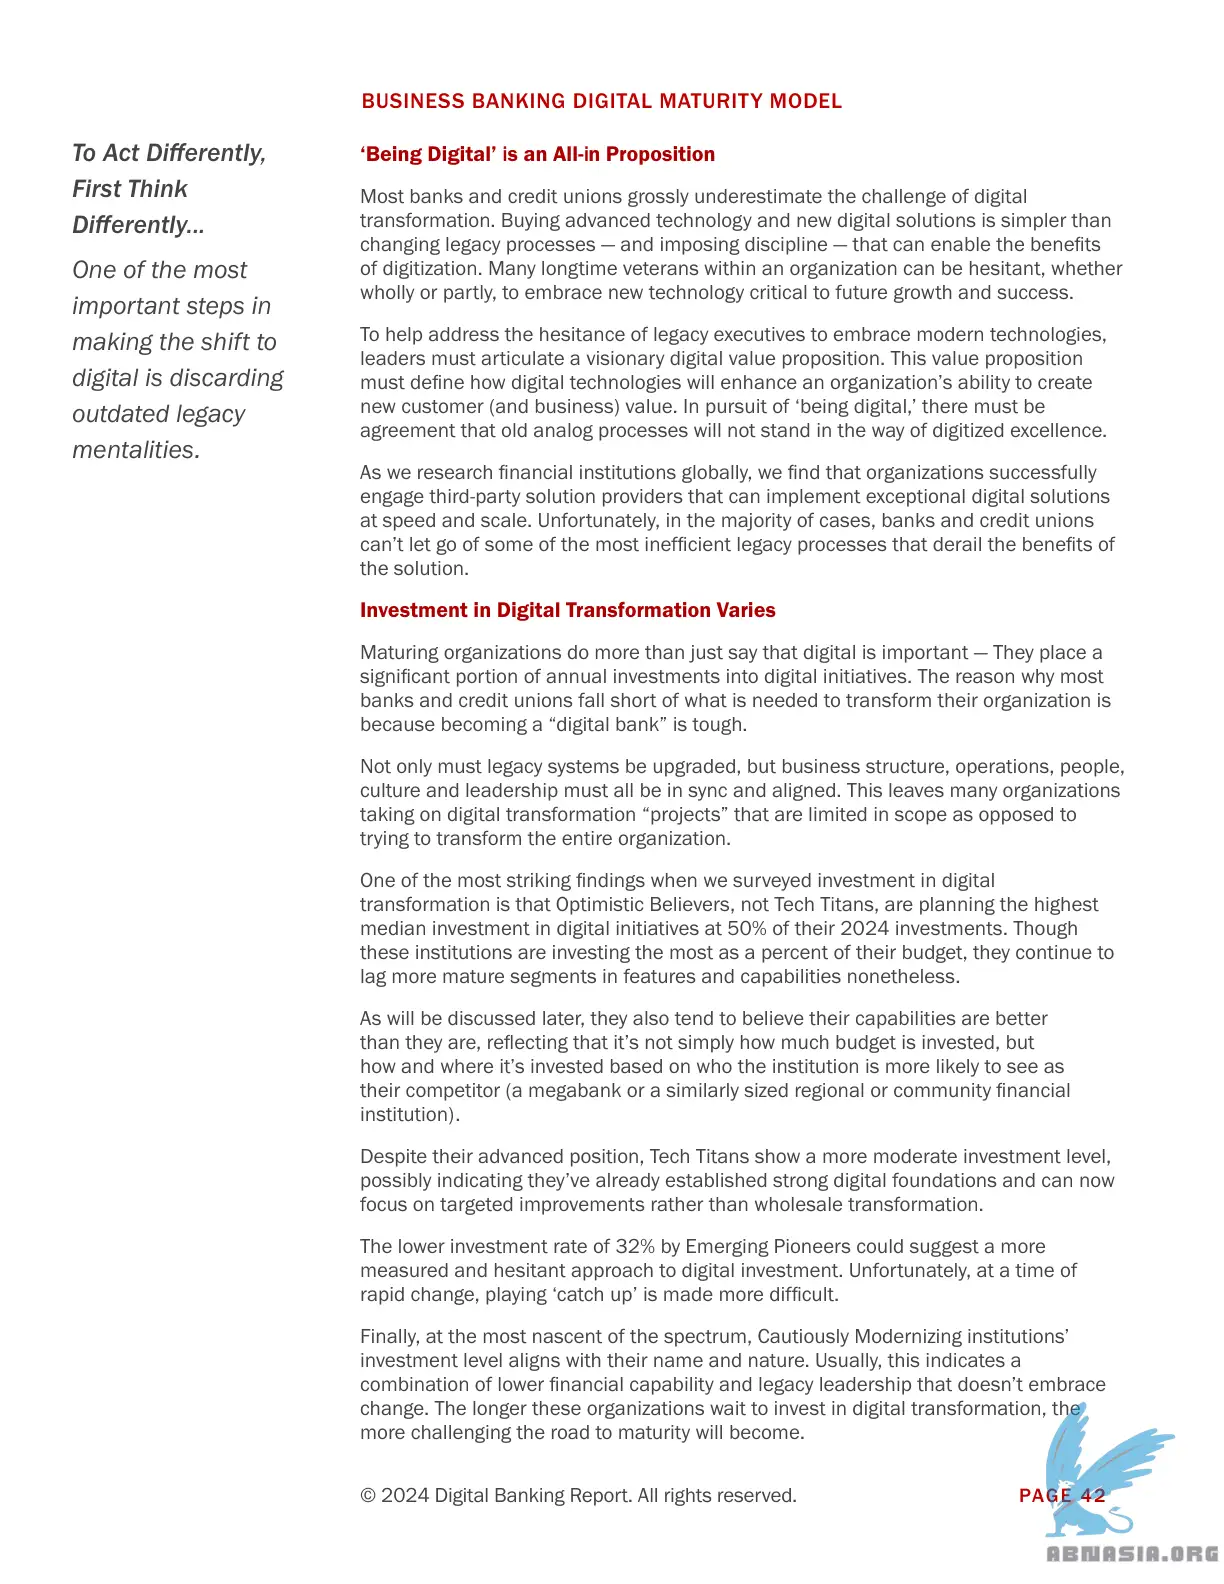 BUSINESS BANKING DIGITAL MATURITY MODEL
To Act Differently,
First Think
Differently...
One of the most
important steps in
making the shift to
digital is discarding
outdated legacy
mentalities.
‘Being Digital’ is an All-in Proposition
Most banks and credit unions grossly underestimate the challenge of digital
transformation. Buying advanced technology and new digital solutions is simpler than
changing legacy processes — and imposing discipline — that can enable the benefits
of digitization. Many longtime veterans within an organization can be hesitant, whether
wholly or partly, to embrace new technology critical to future growth and success.
To help address the hesitance of legacy executives to embrace modern technologies,
leaders must articulate a visionary digital value proposition. This value proposition
must define how digital technologies will enhance an organization’s ability to create
new customer (and business) value. In pursuit of ‘being digital,’ there must be
agreement that old analog processes will not stand in the way of digitized excellence.
As we research financial institutions globally, we find that organizations successfully
engage third-party solution providers that can implement exceptional digital solutions
at speed and scale. Unfortunately, in the majority of cases, banks and credit unions
can’t let go of some of the most inefficient legacy processes that derail the benefits of
the solution.
Investment in Digital Transformation Varies
Maturing organizations do more than just say that digital is important — They place a
significant portion of annual investments into digital initiatives. The reason why most
banks and credit unions fall short of what is needed to transform their organization is
because becoming a “digital bank” is tough.
Not only must legacy systems be upgraded, but business structure, operations, people,
culture and leadership must all be in sync and aligned. This leaves many organizations
taking on digital transformation “projects” that are limited in scope as opposed to
trying to transform the entire organization.
One of the most striking findings when we surveyed investment in digital
transformation is that Optimistic Believers, not Tech Titans, are planning the highest
median investment in digital initiatives at 50% of their 2024 investments. Though
these institutions are investing the most as a percent of their budget, they continue to
lag more mature segments in features and capabilities nonetheless.
As will be discussed later, they also tend to believe their capabilities are better
than they are, reflecting that it’s not simply how much budget is invested, but
how and where it’s invested based on who the institution is more likely to see as
their competitor (a megabank or a similarly sized regional or community financial
institution).
Despite their advanced position, Tech Titans show a more moderate investment level,
possibly indicating they’ve already established strong digital foundations and can now
focus on targeted improvements rather than wholesale transformation.
The lower investment rate of 32% by Emerging Pioneers could suggest a more
measured and hesitant approach to digital investment. Unfortunately, at a time of
rapid change, playing ‘catch up’ is made more difficult.
Finally, at the most nascent of the spectrum, Cautiously Modernizing institutions’
investment level aligns with their name and nature. Usually, this indicates a
combination of lower financial capability and legacy leadership that doesn’t embrace
change. The longer these organizations wait to invest in digital transformation, the
more challenging the road to maturity will become.
© 2024 Digital Banking Report. All rights reserved.
PAGE 42
ABNASIA.ORG